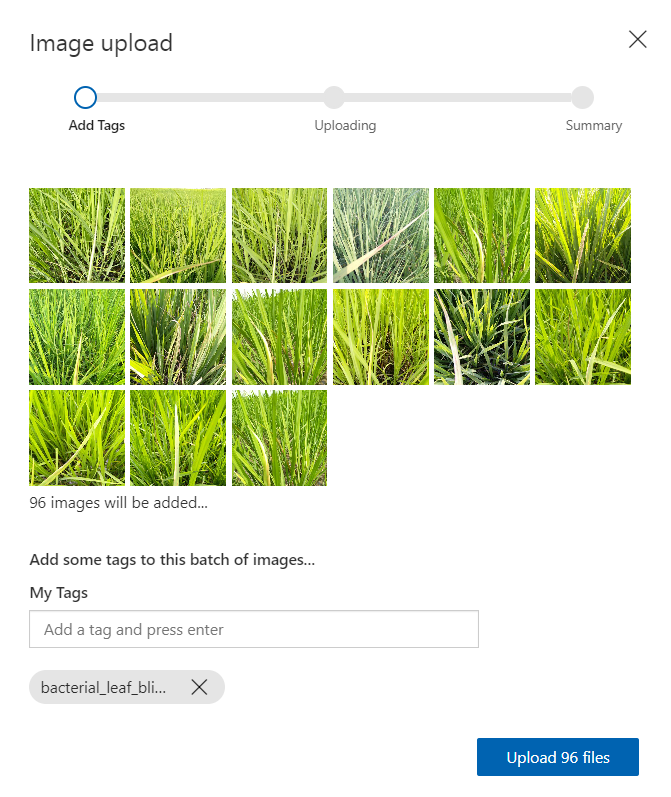 Image upload
Add Tags
Uploading
Summary
96 images will be added...
Add some tags to this batch of images...
My Tags
Add a tag and press enter
bacterial_leaf_bli...
Upload 96 files